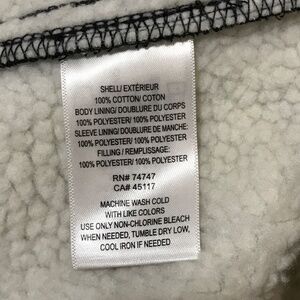 SHELL/ EXTÉRIEUR
100% COTTON/ COTON
BODY LINING/ DOUBLURE DU CORPS
100% POLYESTER/ 100% POLYESTER
SLEEVE LINING/ DOUBLURE DE MANCHE:
100% POLYESTER/ 100% POLYESTER
FILLING / REMPLISSAGE:
100% POLYESTER/ 100% POLYESTER
RN# 74747
CA# 45117
MACHINE WASH COLD
WITH LIKE COLORS
USE ONLY NON-CHLORINE BLEACH
WHEN NEEDED, TUMBLE DRY LOW,
COOL IRON IF NEEDED